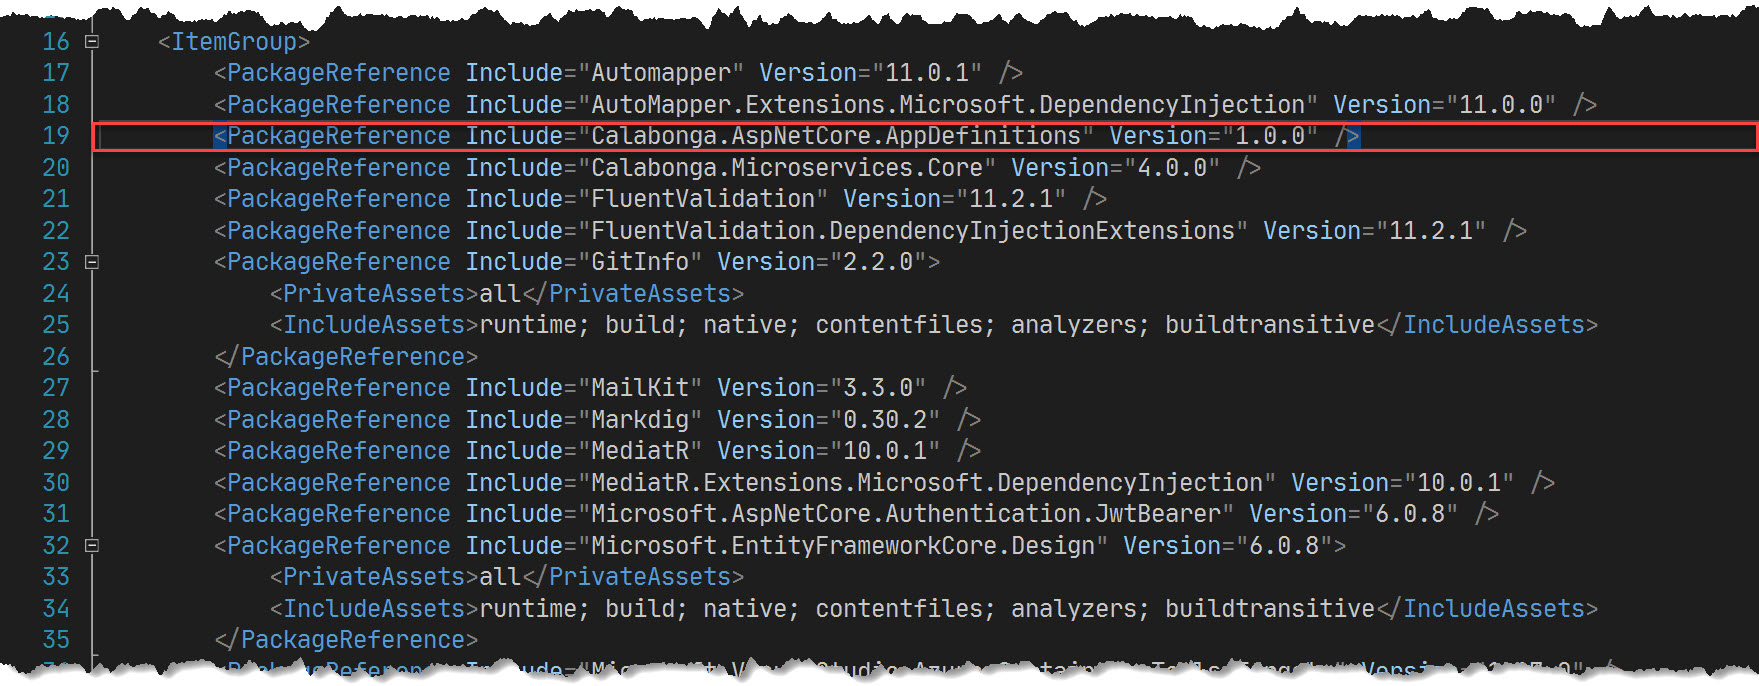 16 <ItemGroup>
17 <PackageReference Include="Automapper" Version="11.0.1" />
18 <PackageReference Include="AutoMapper.Extensions.Microsoft.DependencyInjection" Version="11.0.0" />
19 <PackageReference Include="Calabonga.AspNetCore.AppDefinitions" Version="1.0.0" />
20 <PackageReference Include="Calabonga.Microservices.Core" Version="4.0.0" />
21 <PackageReference Include="FluentValidation" Version="11.2.1" />
22 <PackageReference Include="FluentValidation.DependencyInjectionExtensions" Version="11.2.1" />
23 <PackageReference Include="GitInfo" Version="2.2.0">
24 <PrivateAssets>all</PrivateAssets>
25 <IncludeAssets>runtime; build; native; contentfiles; analyzers; buildtransitive</IncludeAssets>
26 </PackageReference>
27 <PackageReference Include="MailKit" Version="3.3.0" />
28 <PackageReference Include="Markdig" Version="0.30.2" />
29 <PackageReference Include="MediatR" Version="10.0.1" />
30 <PackageReference Include="MediatR.Extensions.Microsoft.DependencyInjection" Version="10.0.1" />
31 <PackageReference Include="Microsoft.AspNetCore.Authentication.JwtBearer" Version="6.0.8" />
32 <PackageReference Include="Microsoft.EntityFrameworkCore.Design" Version="6.0.8">
33 <PrivateAssets>all</PrivateAssets>
34 <IncludeAssets>runtime; build; native; contentfiles; analyzers; buildtransitive</IncludeAssets>
35 </PackageReference>
<PackageReference Include=